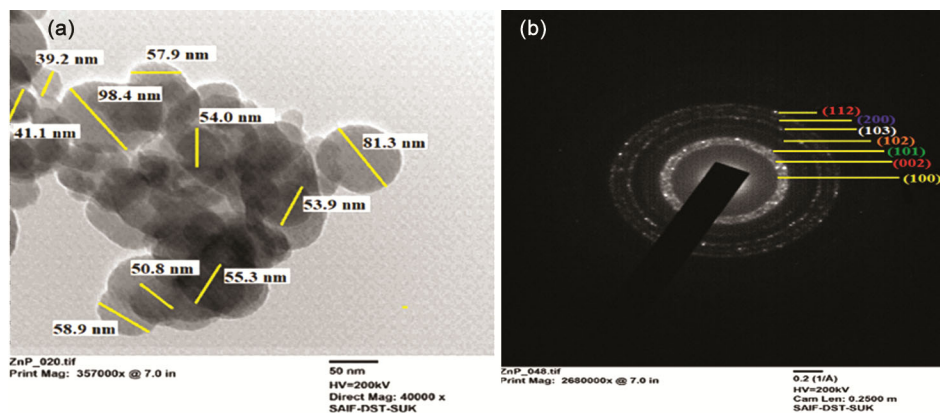 (a)
39.2 nm
57.9 nm
98.4 nm
54.0 nm
41.1 nm
81.3 nm
53.9 nm
50.8 nm
55.3 nm
58.9 nm
ZnP_020.tif
Print Mag: 357000x @ 7.0 in
50 nm
HV=200kV
Direct Mag: 40000 x
SAIF-DST-SUK
(b)
(112)
(200)
(103)
(102)
(101)
(002)
(100)
ZnP_048.tif
Print Mag: 2680000x @ 7.0 in
0.2 (1/Å)
HV=200kV
Cam Len: 0.2500 m
SAIF-DST-SUK